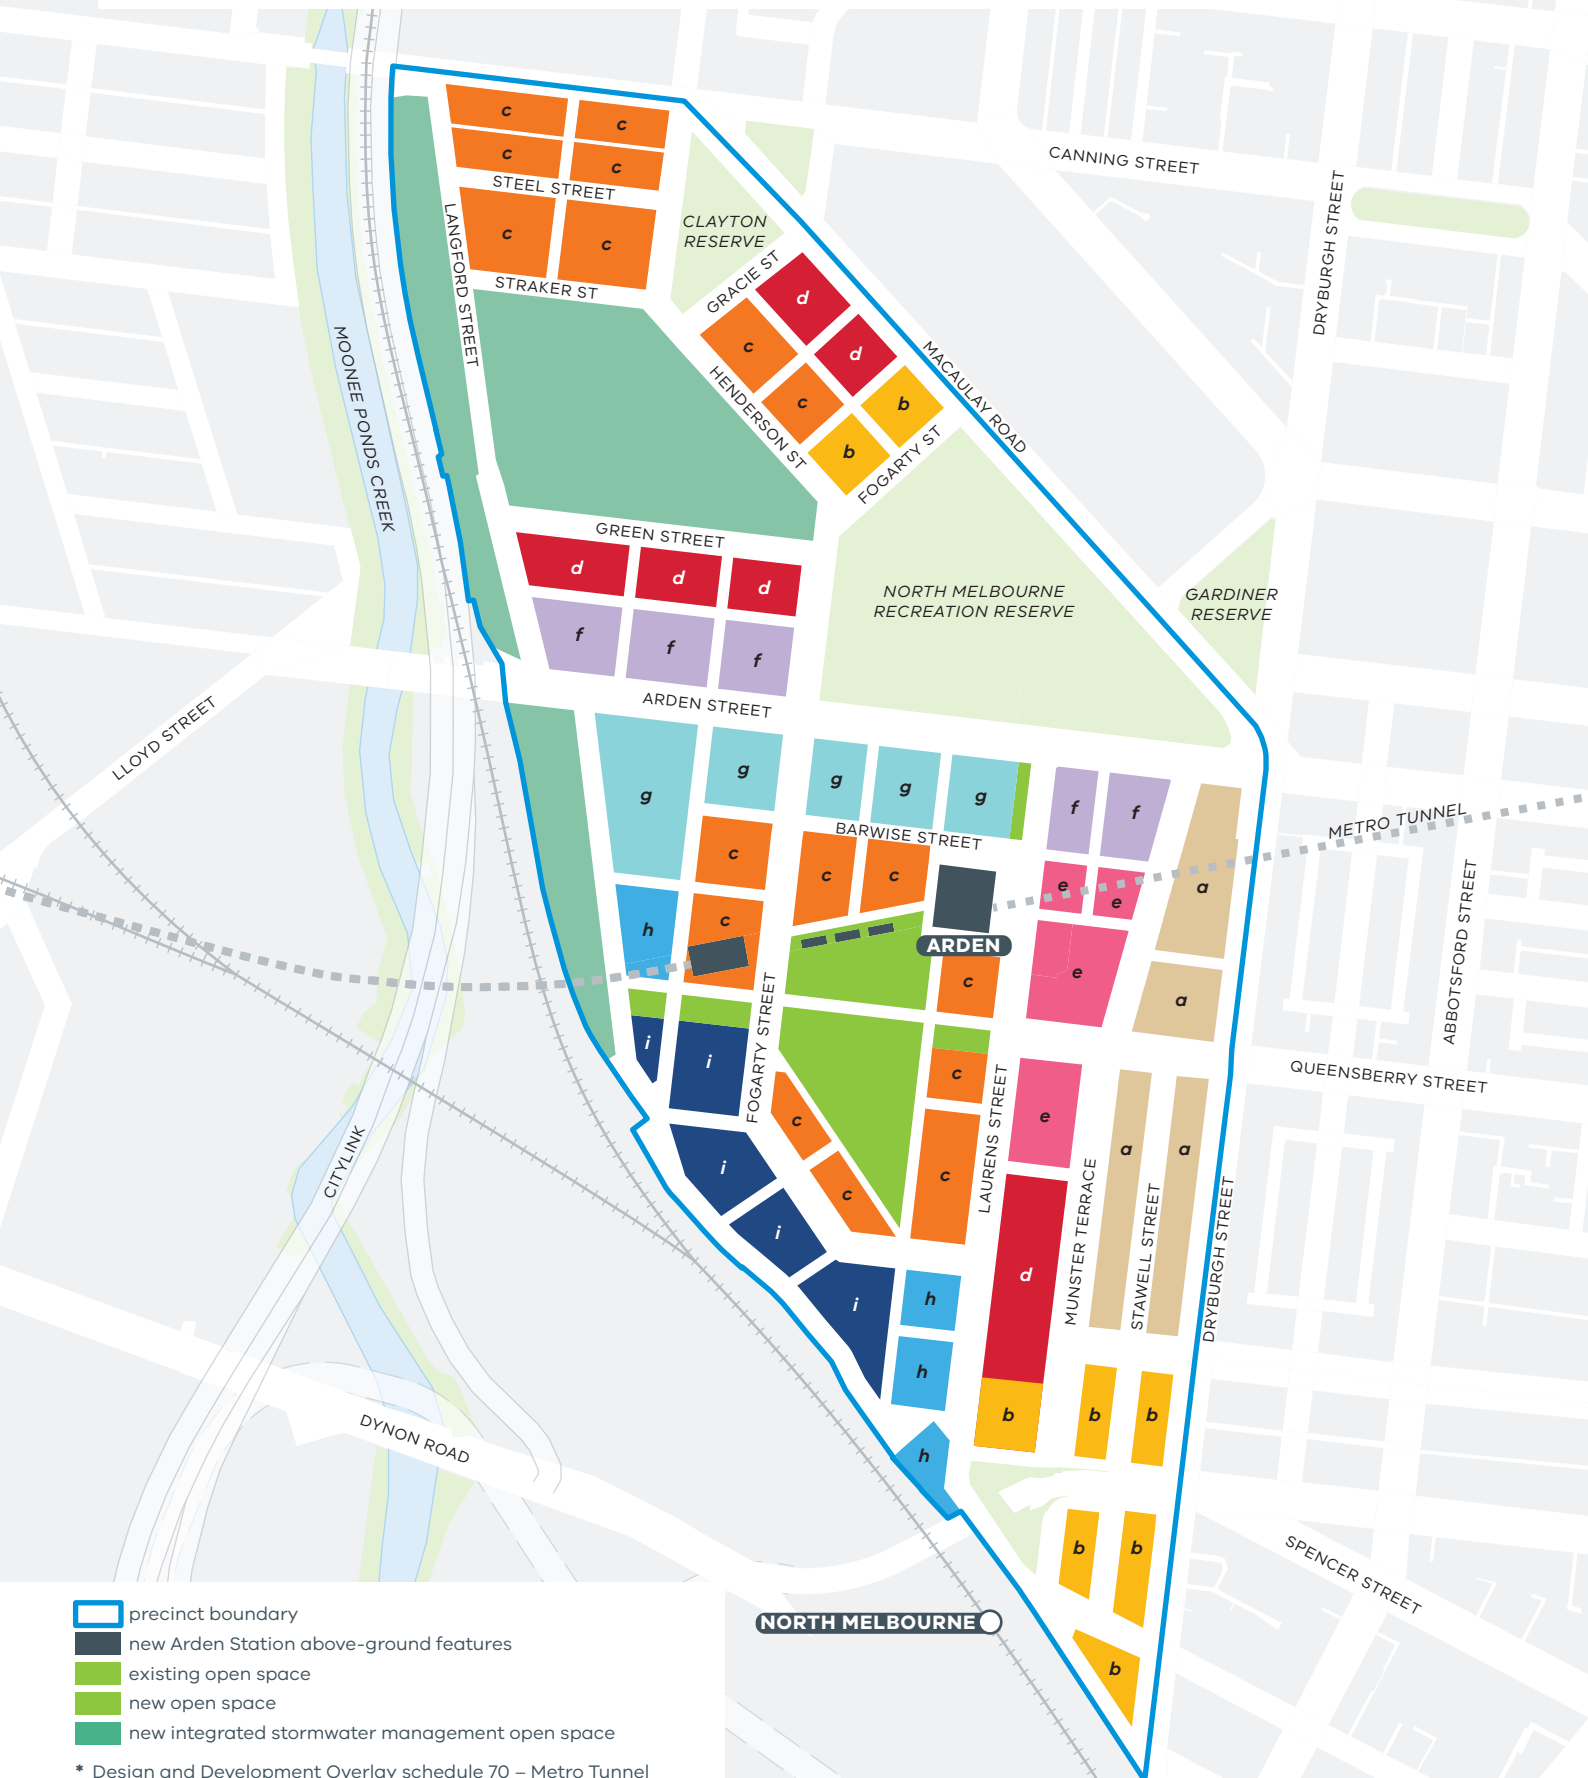 c
c
c
c
STEEL STREET
c
c
STRAKER ST
LANGFORD STREET
CLAYTON
RESERVE
CANNING STREET
DRYBURGH STREET
GRACIE ST
d
d
c
c
b
b
HENDERSON ST
FOGARTY ST
MACAULAY ROAD
MOONEE PONDS CREEK
GREEN STREET
d
d
d
f
f
f
NORTH MELBOURNE
RECREATION RESERVE
GARDINER
RESERVE
ARDEN STREET
LLOYD STREET
g
g
g
g
g
f
f
BARWISE STREET
METRO TUNNEL
c
c
c
e
e
a
h
c
ARDEN
c
e
a
ABBOTSFORD STREET
FOGARTY STREET
i
i
c
c
c
c
LAURENS STREET
e
QUEENSBERRY STREET
a
a
CITYLINK
i
i
i
h
h
h
d
MUNSTER TERRACE
STAWELL STREET
DRYBURGH STREET
b
b
b
DYNON ROAD
b
b
b
SPENCER STREET
NORTH MELBOURNE
precinct boundary
new Arden Station above-ground features
existing open space
new open space
new integrated stormwater management open space
* Design and Development Overlay schedule 70 – Metro Tunnel